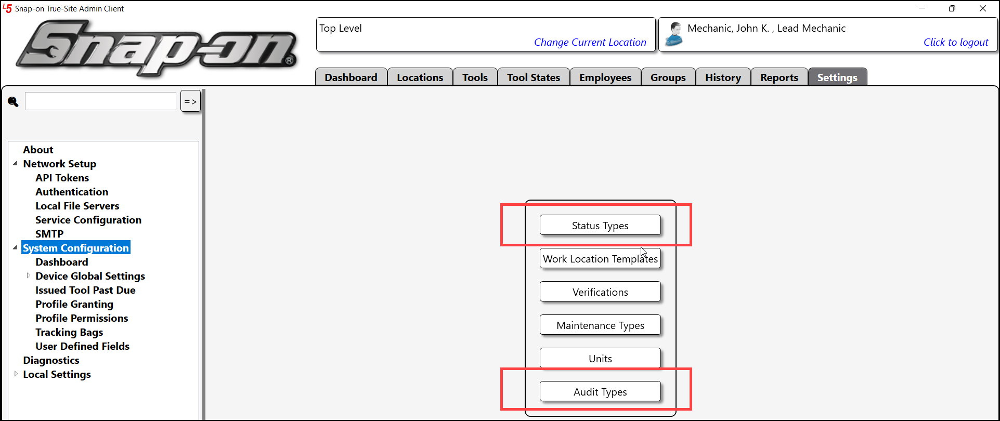 L5 Snap-on True-Site Admin Client
Snap-on®
Top Level
Change Current Location
Mechanic, John K. , Lead Mechanic
Click to logout
Dashboard Locations Tools Tool States Employees Groups History Reports Settings
=>
About
Network Setup
API Tokens
Authentication
Local File Servers
Service Configuration
SMTP
System Configuration
Dashboard
Device Global Settings
Issued Tool Past Due
Profile Granting
Profile Permissions
Tracking Bags
User Defined Fields
Diagnostics
Local Settings
Status Types
Work Location Templates
Verifications
Maintenance Types
Units
Audit Types